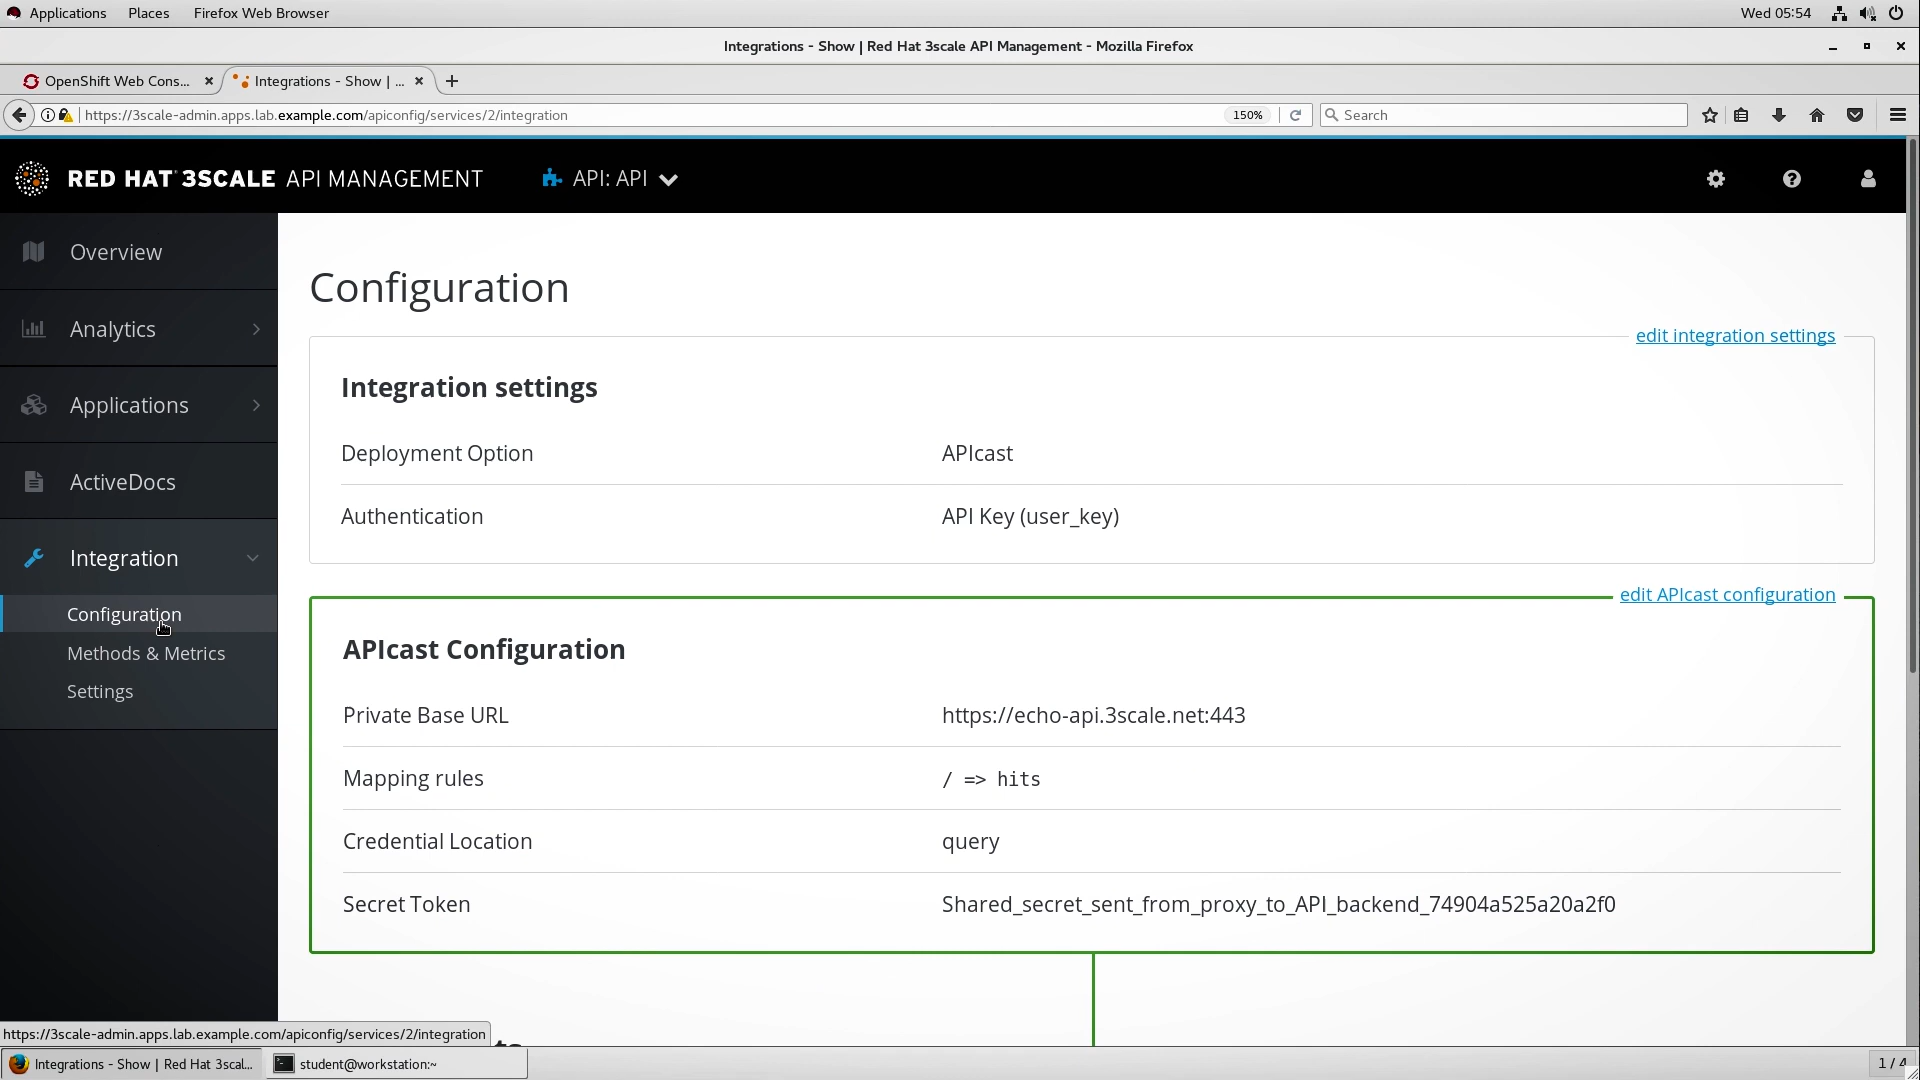 Applications Places Firefox Web Browser Wed 05:54
Integrations - Show | Red Hat 3scale API Management - Mozilla Firefox
OpenShift Web Cons... Integrations - Show | ...
https://3scale-admin.apps.lab.example.com/apiconfig/services/2/integration 150% Search
RED HAT 3SCALE API MANAGEMENT API: API
Overview
Analytics
Applications
ActiveDocs
Integration
Configuration
Methods & Metrics
Settings
Configuration
edit integration settings
Integration settings
Deployment Option APIcast
Authentication API Key (user_key)
edit APIcast configuration
APIcast Configuration
Private Base URL https://echo-api.3scale.net:443
Mapping rules / => hits
Credential Location query
Secret Token Shared_secret_sent_from_proxy_to_API_backend_74904a525a20a2f0
https://3scale-admin.apps.lab.example.com/apiconfig/services/2/integration
Integrations - Show | Red Hat 3scal... student@workstation:~ 1 / 4